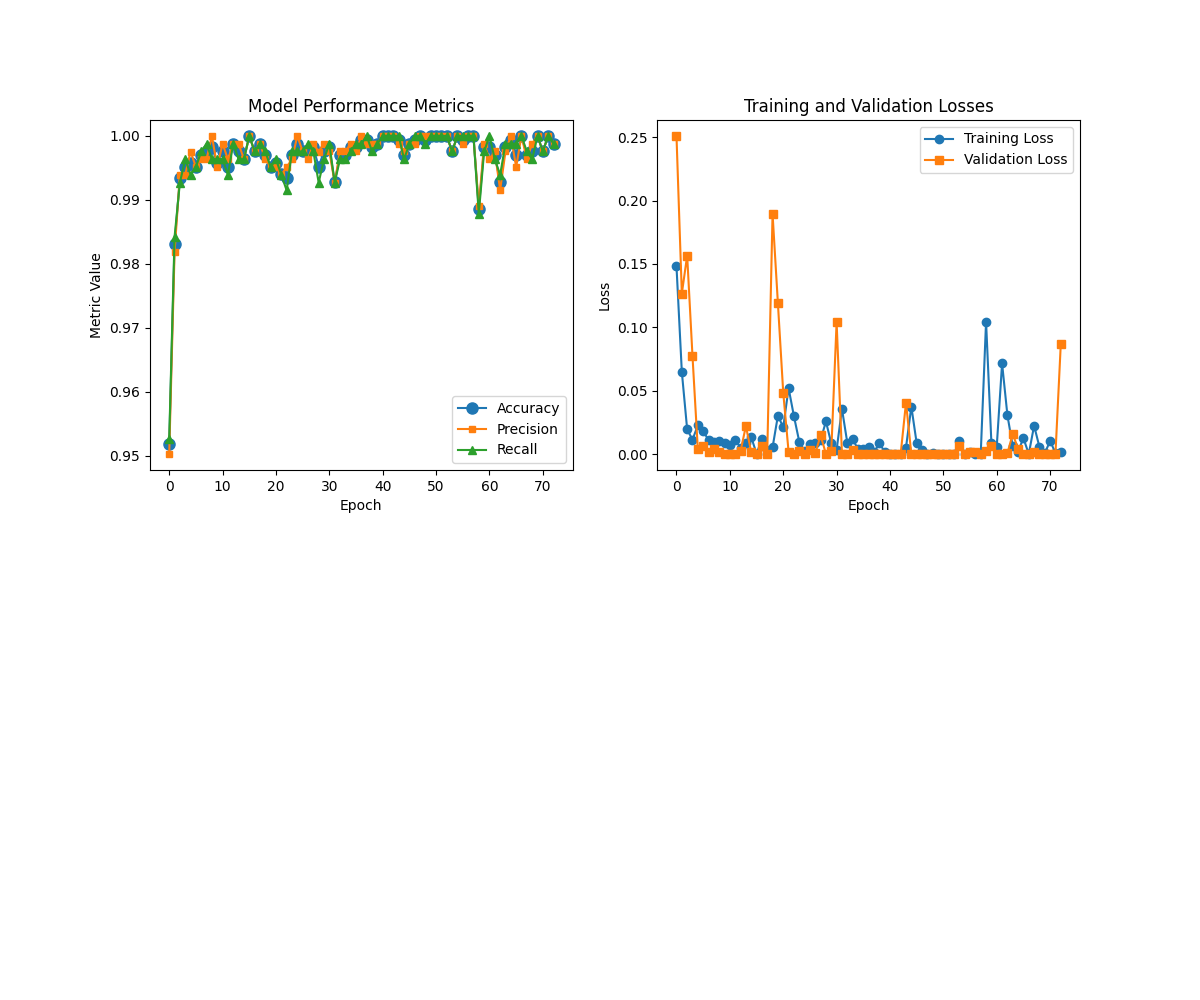 Model Performance Metrics
Metric Value
1.00
0.99
0.98
0.97
0.96
0.95
0 10 20 30 40 50 60 70
Epoch
Accuracy
Precision
Recall
Training and Validation Losses
Loss
0.25
0.20
0.15
0.10
0.05
0.00
0 10 20 30 40 50 60 70
Epoch
Training Loss
Validation Loss